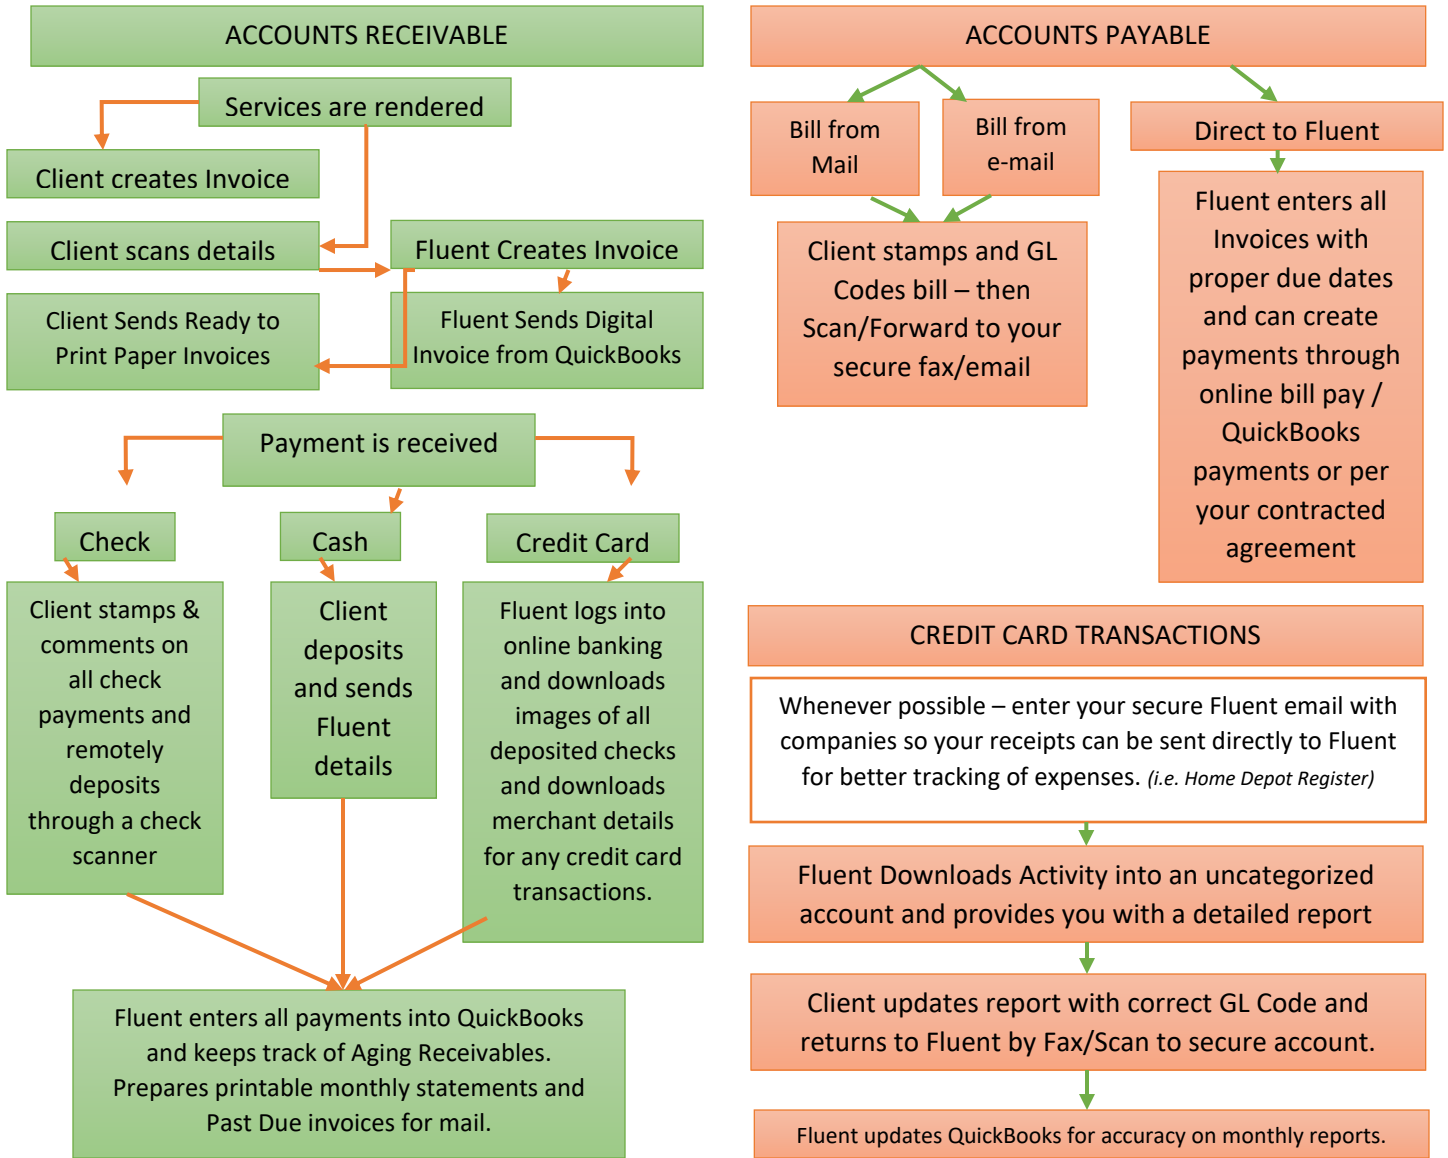 ACCOUNTS RECEIVABLE
Services are rendered
Client creates Invoice
Client scans details
Fluent Creates Invoice
Client Sends Ready to
Print Paper Invoices
Fluent Sends Digital
Invoice from QuickBooks
Payment is received
Check
Cash
Credit Card
Client stamps &
comments on
all check
payments and
remotely
deposits
through a check
scanner
Client
deposits
and sends
Fluent
details
Fluent logs into
online banking
and downloads
images of all
deposited checks
and downloads
merchant details
for any credit card
transactions.
Fluent enters all payments into QuickBooks
and keeps track of Aging Receivables.
Prepares printable monthly statements and
Past Due invoices for mail.
ACCOUNTS PAYABLE
Bill from
Mail
Bill from
e-mail
Direct to Fluent
Client stamps and GL
Codes bill – then
Scan/Forward to your
secure fax/email
Fluent enters all
Invoices with
proper due dates
and can create
payments through
online bill pay /
QuickBooks
payments or per
your contracted
agreement
CREDIT CARD TRANSACTIONS
Whenever possible – enter your secure Fluent email with
companies so your receipts can be sent directly to Fluent
for better tracking of expenses. (i.e. Home Depot Register)
Fluent Downloads Activity into an uncategorized
account and provides you with a detailed report
Client updates report with correct GL Code and
returns to Fluent by Fax/Scan to secure account.
Fluent updates QuickBooks for accuracy on monthly reports.